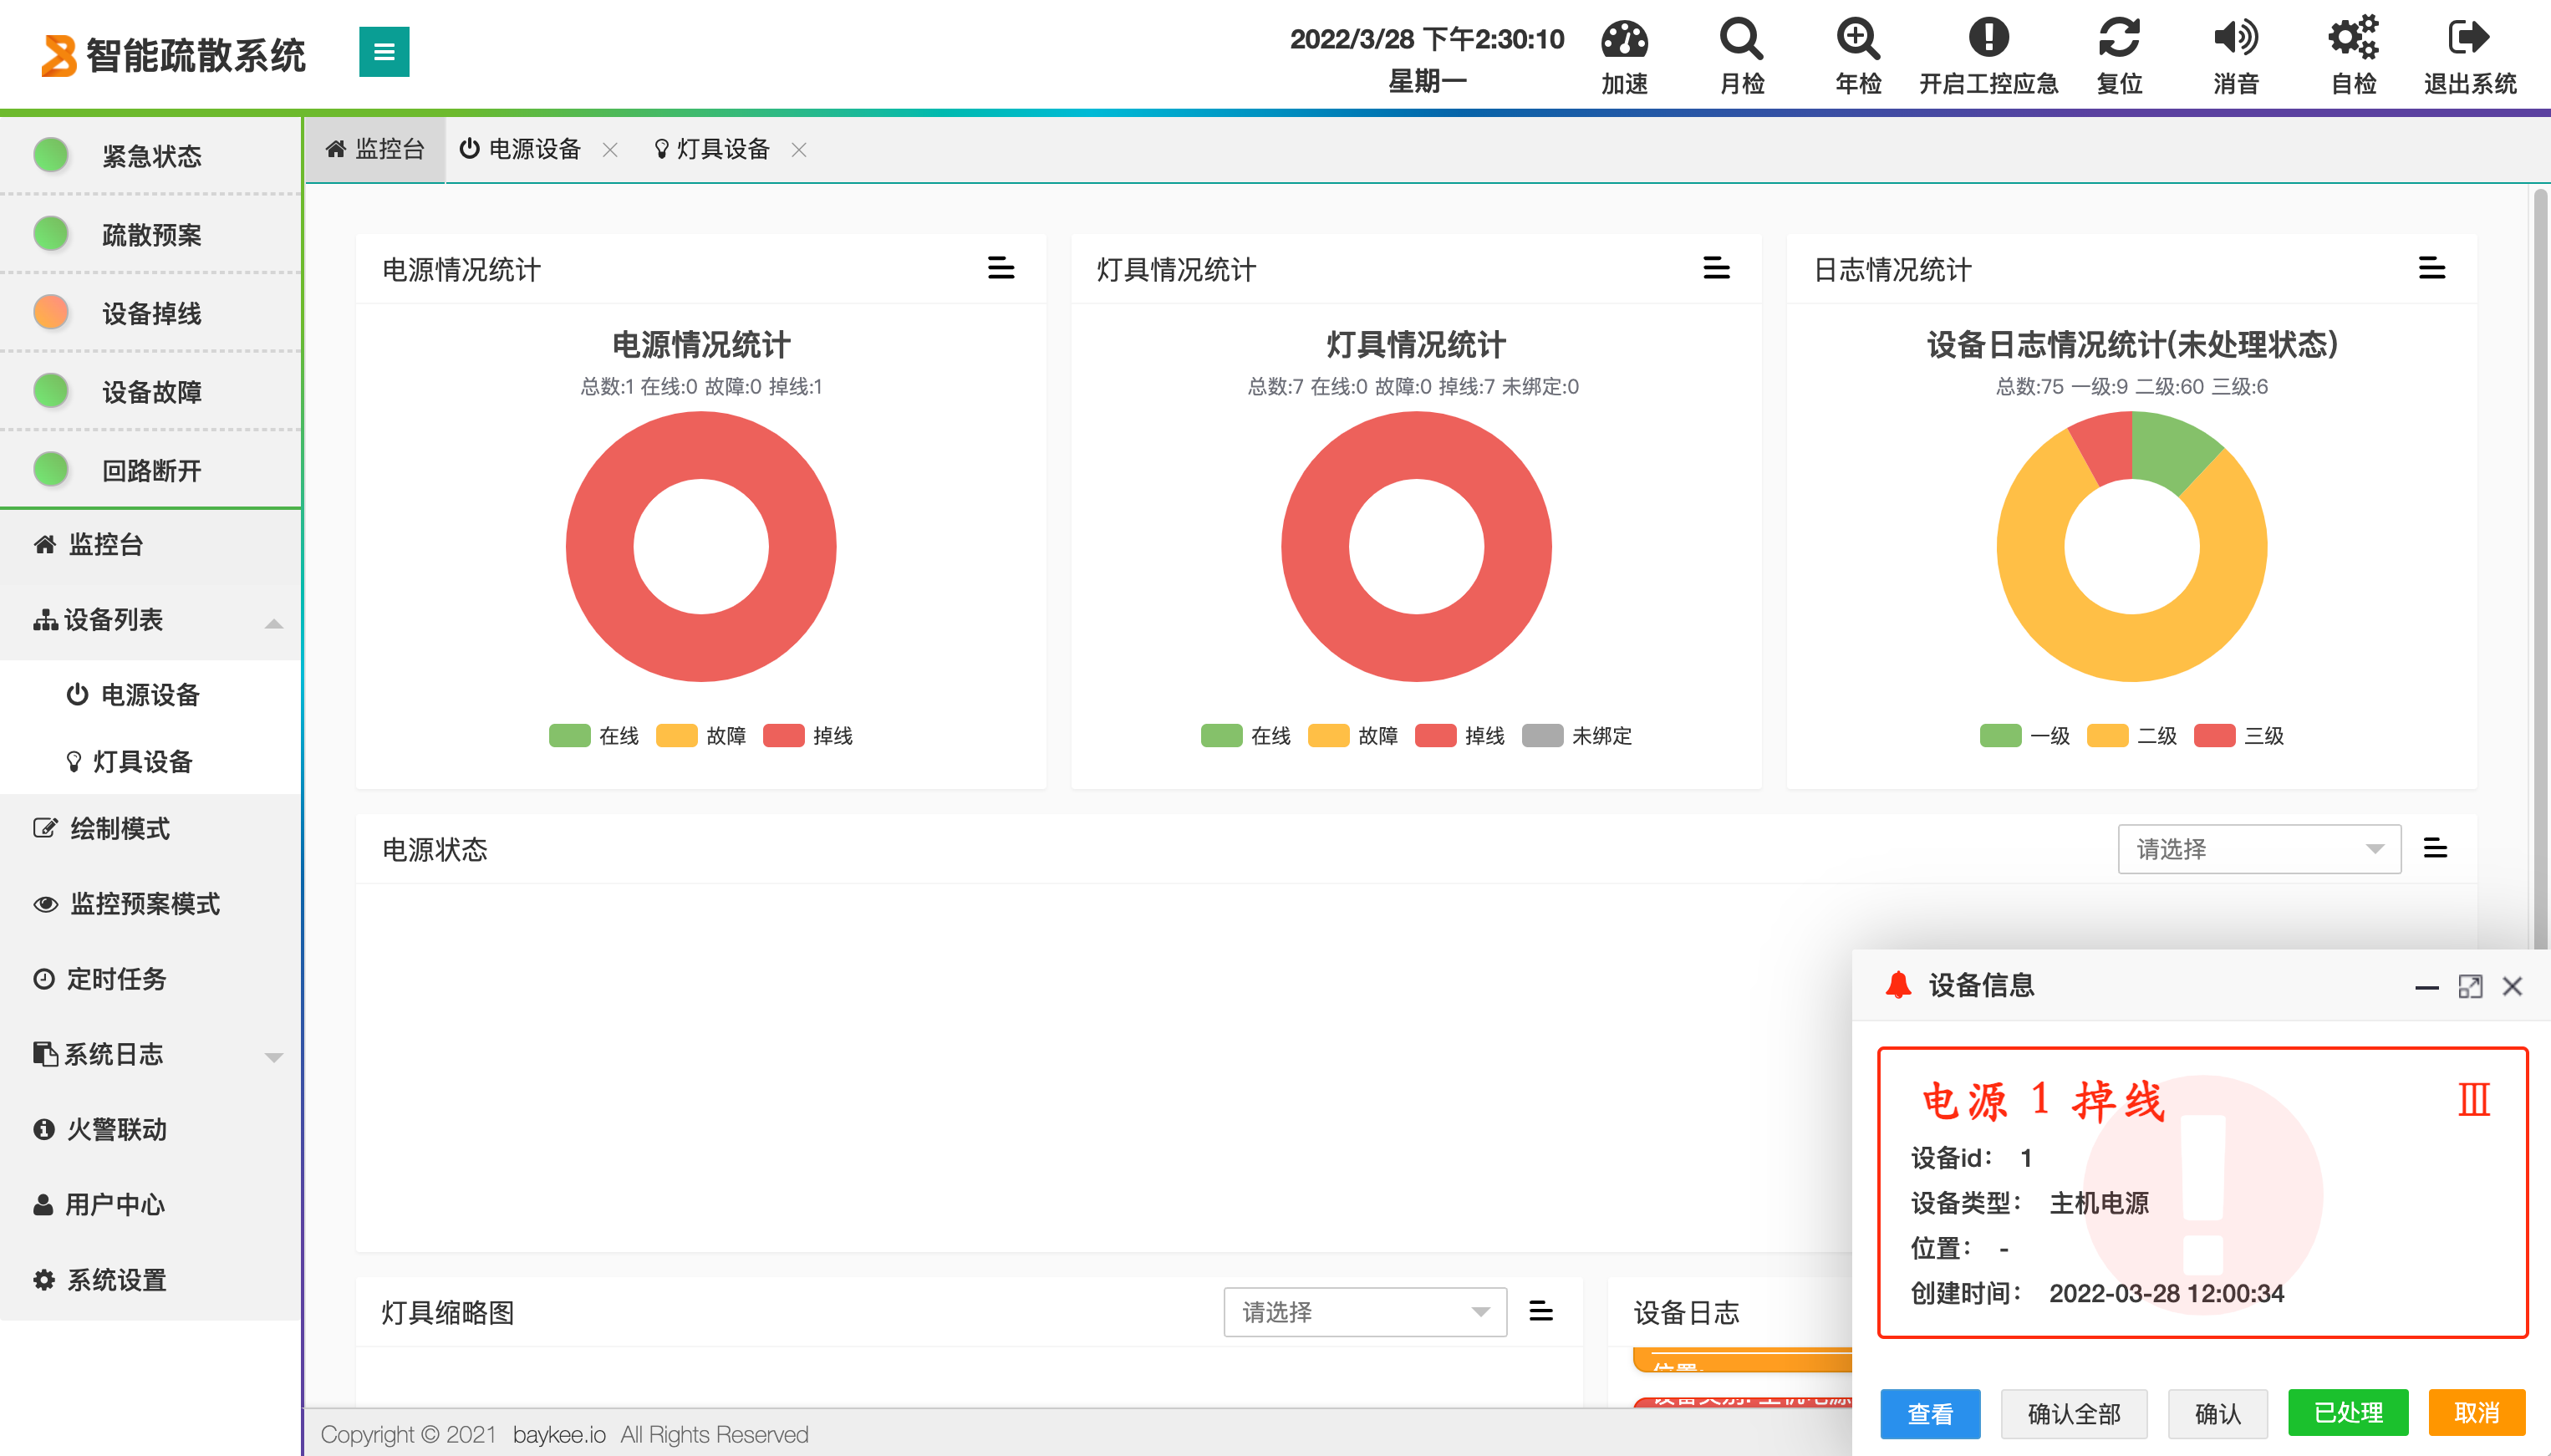 智能疏散系统
2022/3/28 下午2:30:10
星期一
加速
月检
年检
开启工控应急
复位
消音
自检
退出系统
紧急状态
疏散预案
设备掉线
设备故障
回路断开
监控台
设备列表
电源设备
灯具设备
绘制模式
监控预案模式
定时任务
系统日志
火警联动
用户中心
系统设置
监控台
电源设备
灯具设备
电源情况统计
电源情况统计
总数:1 在线:0 故障:0 掉线:1
在线 故障 掉线
灯具情况统计
灯具情况统计
总数:7 在线:0 故障:0 掉线:7 未绑定:0
在线 故障 掉线 未绑定
日志情况统计
设备日志情况统计(未处理状态)
总数:75 一级:9 二级:60 三级:6
一级 二级 三级
电源状态
请选择
灯具缩略图
请选择
设备日志
设备信息
电源 1 掉线
III
设备id： 1
设备类型： 主机电源
位置： -
创建时间： 2022-03-28 12:00:34
查看
确认全部
确认
已处理
取消
Copyright © 2021 baykee.io All Rights Reserved